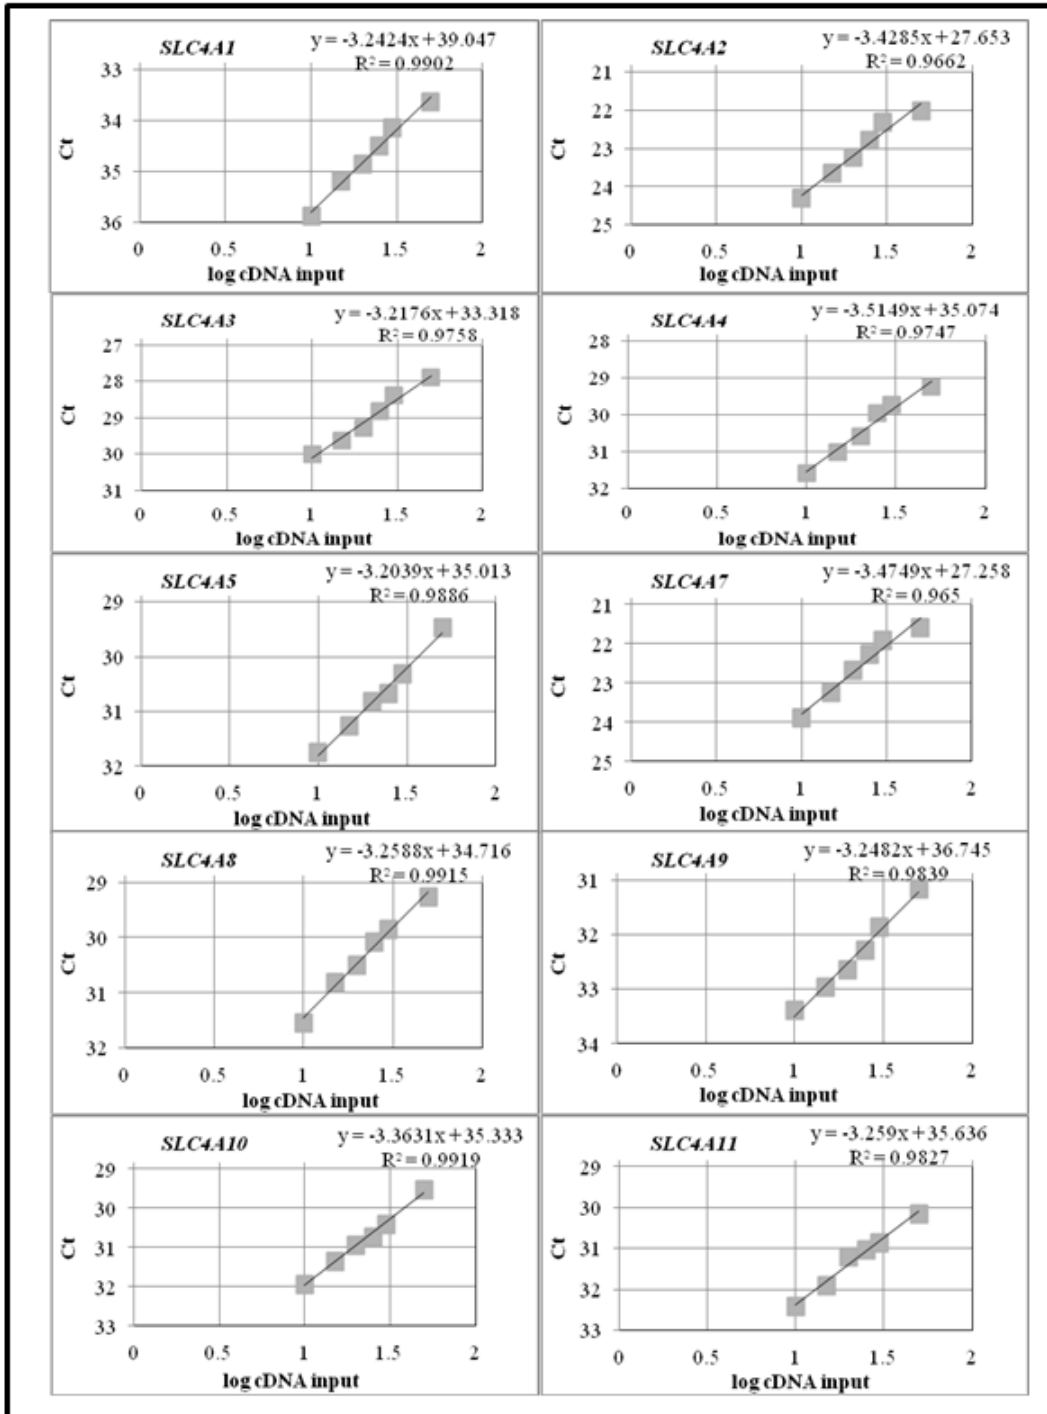 SLC4A1
y = -3.2424x + 39.047
R² = 0.9902
33
34
35
36
Ct
0 0.5 1 1.5 2
log cDNA input
SLC4A2
y = -3.4285x + 27.653
R² = 0.9662
21
22
23
24
25
Ct
0 0.5 1 1.5 2
log cDNA input
SLC4A3
y = -3.2176x + 33.318
R² = 0.9758
27
28
29
30
31
Ct
0 1 1.5 2
log cDNA input
SLC4A4
y = -3.5149x + 35.074
R² = 0.9747
28
29
30
31
32
Ct
0 0.5 1 1.5 2
log cDNA input
SLC4A5
y = -3.2039x + 35.013
R² = 0.9886
29
30
31
32
Ct
0 0.5 1 1.5 2
log cDNA input
SLC4A7
y = -3.4749x + 27.258
R² = 0.965
21
22
23
24
25
Ct
0 0.5 1 1.5 2
log cDNA input
SLC4A8
y = -3.2588x + 34.716
R² = 0.9915
29
30
31
32
Ct
0 0.5 1 1.5 2
log cDNA input
SLC4A9
y = -3.2482x + 36.745
R² = 0.9839
31
32
33
34
Ct
0 0.5 1 1.5 2
log cDNA input
SLC4A10
y = -3.3631x + 35.333
R² = 0.9919
29
30
31
32
33
Ct
0 0.5 1 1.5 2
log cDNA input
SLC4A11
y = -3.259x + 35.636
R² = 0.9827
29
30
31
32
33
Ct
0 0.5 1 1.5 2
log cDNA input